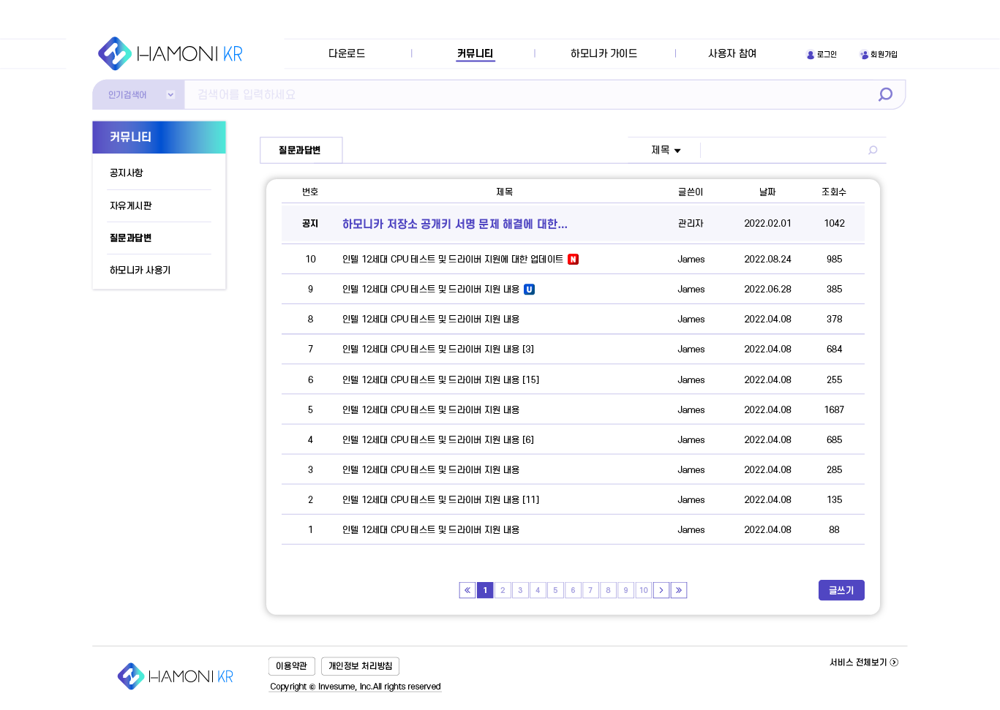 HAMONI KR
다운로드
커뮤니티
하모니카 가이드
사용자 참여
로그인
회원가입
인기검색어
검색어를 입력하세요
커뮤니티
공지사항
자유게시판
질문과답변
하모니카 사용기
질문과답변
제목
번호 제목 글쓴이 날짜 조회수
공지 하모니카 저장소 공개키 서명 문제 해결에 대한... 관리자 2022.02.01 1042
10 인텔 12세대 CPU 테스트 및 드라이버 지원에 대한 업데이트 N James 2022.08.24 985
9 인텔 12세대 CPU 테스트 및 드라이버 지원 내용 U James 2022.06.28 385
8 인텔 12세대 CPU 테스트 및 드라이버 지원 내용 James 2022.04.08 378
7 인텔 12세대 CPU 테스트 및 드라이버 지원 내용 [3] James 2022.04.08 684
6 인텔 12세대 CPU 테스트 및 드라이버 지원 내용 [15] James 2022.04.08 255
5 인텔 12세대 CPU 테스트 및 드라이버 지원 내용 James 2022.04.08 1687
4 인텔 12세대 CPU 테스트 및 드라이버 지원 내용 [6] James 2022.04.08 685
3 인텔 12세대 CPU 테스트 및 드라이버 지원 내용 James 2022.04.08 285
2 인텔 12세대 CPU 테스트 및 드라이버 지원 내용 [11] James 2022.04.08 135
1 인텔 12세대 CPU 테스트 및 드라이버 지원 내용 James 2022.04.08 88
« 1 2 3 4 5 6 7 8 9 10 > »
글쓰기
HAMONI KR
이용약관
개인정보 처리방침
Copyright © Invesume, Inc.All rights reserved
서비스 전체보기